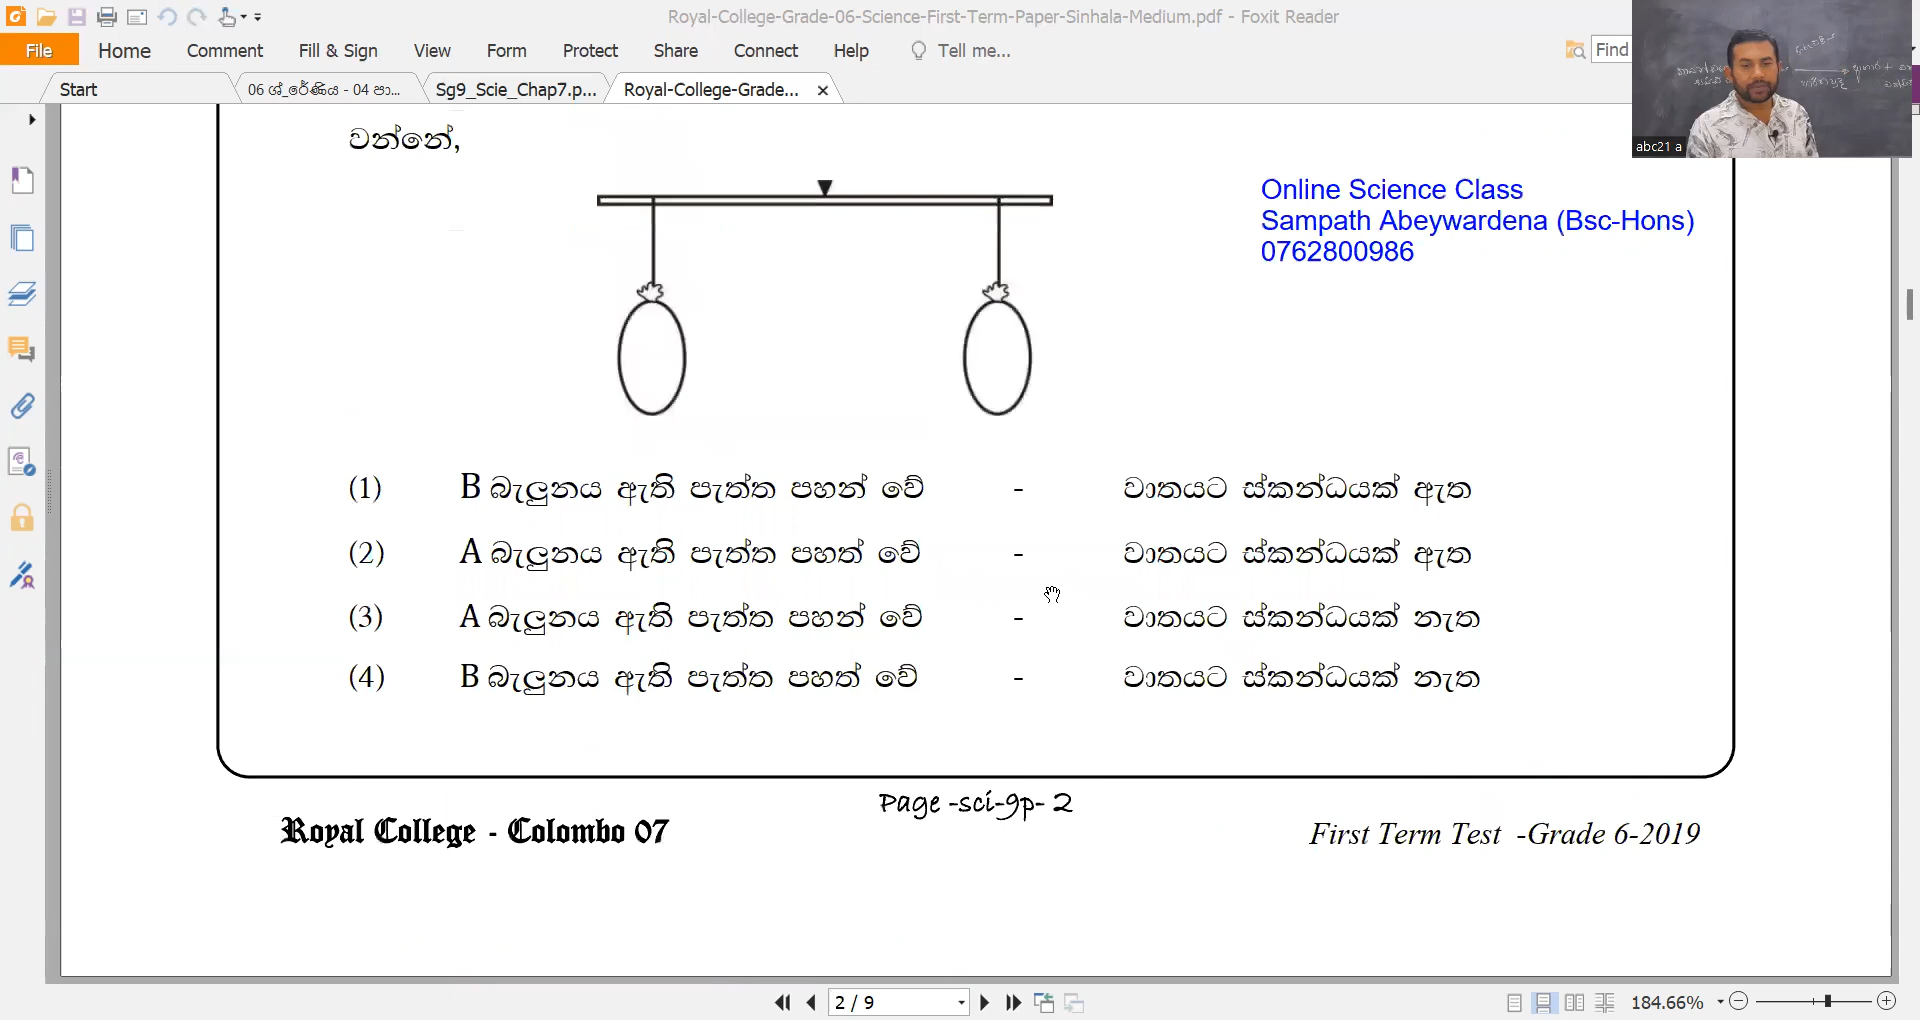 Royal-College-Grade-06-Science-First-Term-Paper-Sinhala-Medium.pdf - Foxit Reader
File Home Comment Fill & Sign View Form Protect Share Connect Help Tell me... Find
Start 06 ශ්‍රේණිය - 04 පා... Sg9_Scie_Chap7.p... Royal-College-Grade...
abc21 a
වන්නේ,
Online Science Class
Sampath Abeywardena (Bsc-Hons)
0762800986
(1) B බැලුනය ඇති පැත්ත පහන් වේ - වාතයට ස්කන්ධයක් ඇත
(2) A බැලුනය ඇති පැත්ත පහත් වේ - වාතයට ස්කන්ධයක් ඇත
(3) A බැලුනය ඇති පැත්ත පහන් වේ - වාතයට ස්කන්ධයක් නැත
(4) B බැලුනය ඇති පැත්ත පහත් වේ - වාතයට ස්කන්ධයක් නැත
Page -sci-9p- 2
Royal College - Colombo 07 First Term Test -Grade 6-2019
2 / 9 184.66%